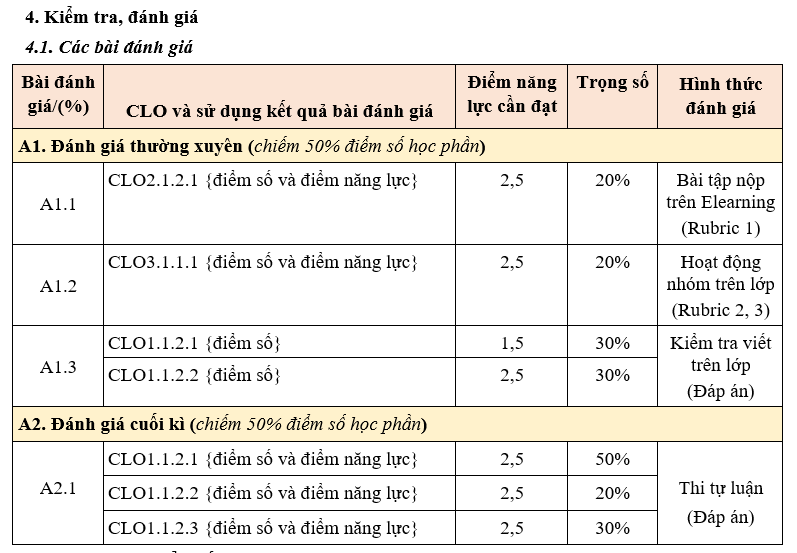 4. Kiểm tra, đánh giá
4.1. Các bài đánh giá
Bài đánh giá/(%) CLO và sử dụng kết quả bài đánh giá Điểm năng lực cần đạt Trọng số Hình thức đánh giá
A1. Đánh giá thường xuyên (chiếm 50% điểm số học phần)
A1.1 CLO2.1.2.1 {điểm số và điểm năng lực} 2,5 20% Bài tập nộp trên Elearning
(Rubric 1)
A1.2 CLO3.1.1.1 {điểm số và điểm năng lực} 2,5 20% Hoạt động nhóm trên lớp
(Rubric 2, 3)
A1.3 CLO1.1.2.1 {điểm số} 1,5 30% Kiểm tra viết trên lớp
CLO1.1.2.2 {điểm số} 2,5 30% (Đáp án)
A2. Đánh giá cuối kì (chiếm 50% điểm số học phần)
A2.1 CLO1.1.2.1 {điểm số và điểm năng lực} 2,5 50% Thi tự luận
CLO1.1.2.2 {điểm số và điểm năng lực} 2,5 20% (Đáp án)
CLO1.1.2.3 {điểm số và điểm năng lực} 2,5 30%